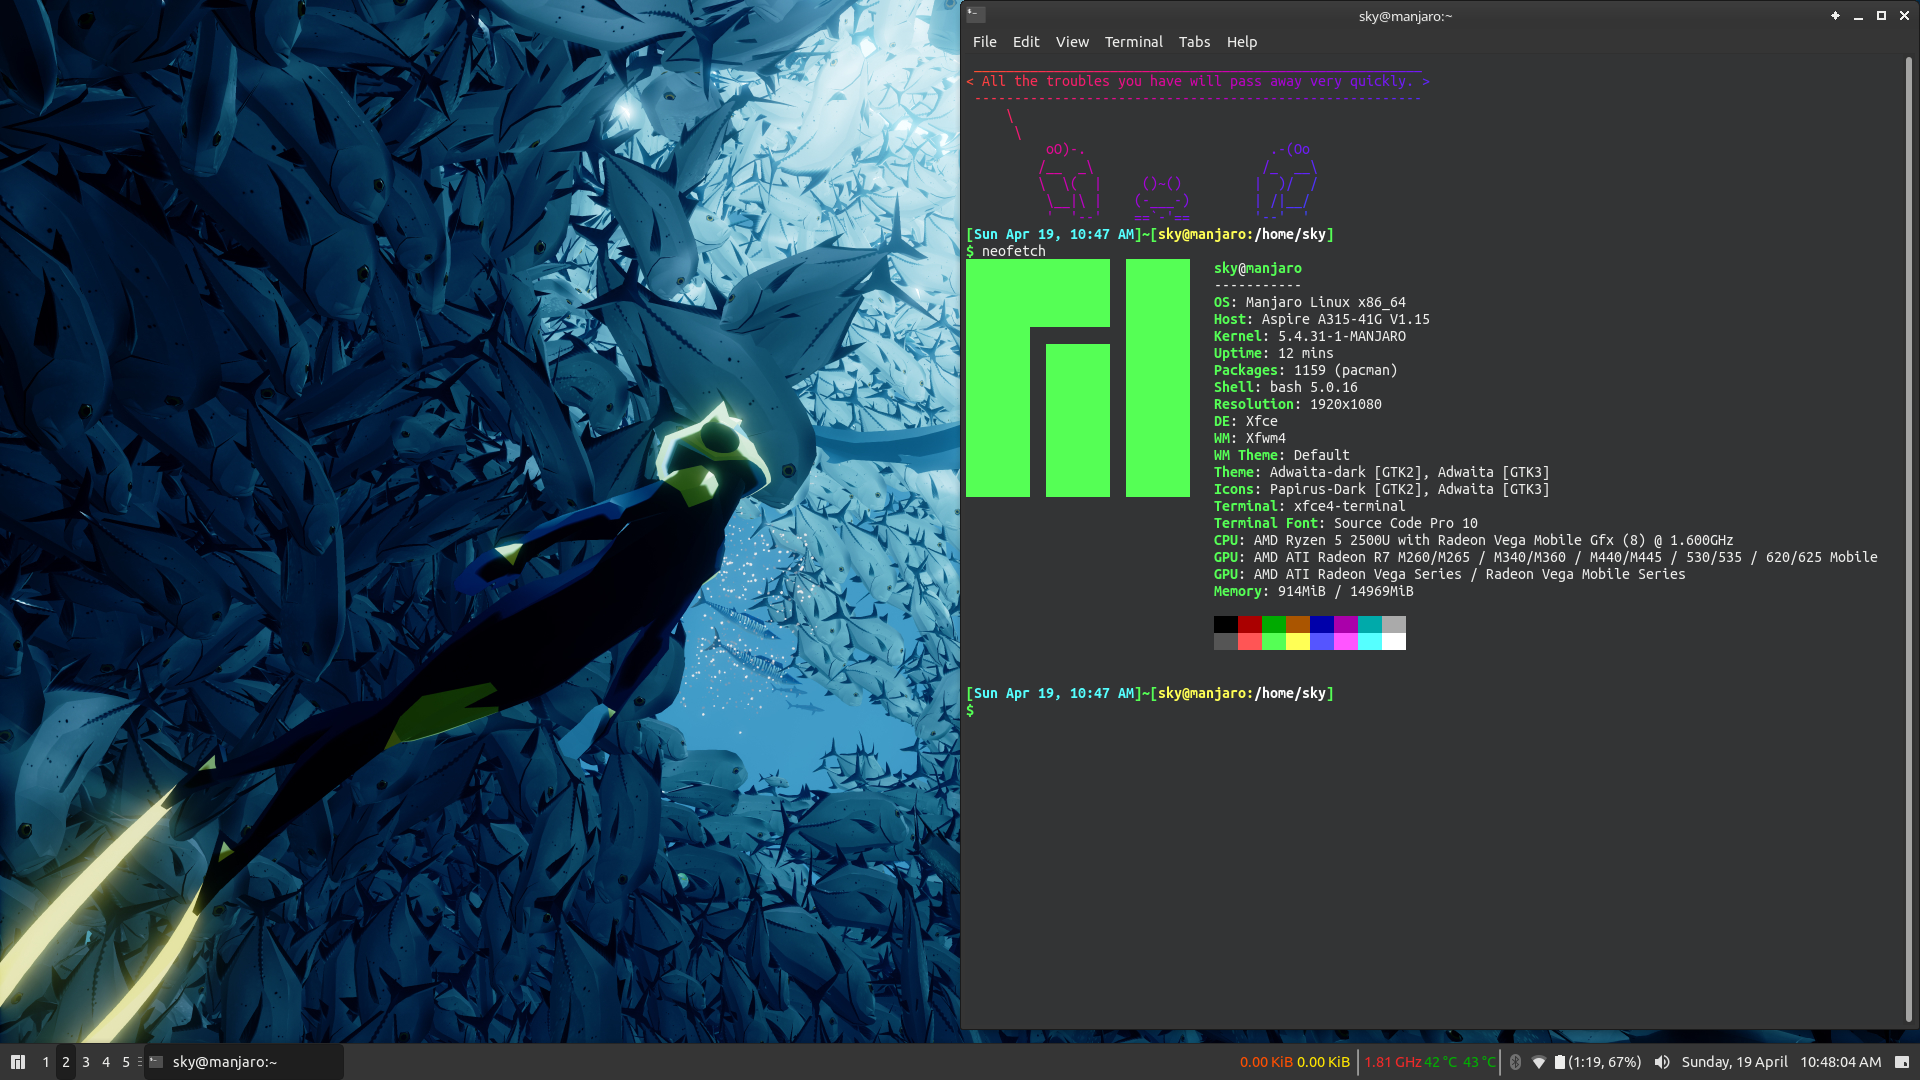 sky@manjaro:~
File Edit View Terminal Tabs Help
< All the troubles you have will pass away very quickly. >
[Sun Apr 19, 10:47 AM]~[sky@manjaro:/home/sky]
$ neofetch
sky@manjaro
-----------
OS: Manjaro Linux x86_64
Host: Aspire A315-41G V1.15
Kernel: 5.4.31-1-MANJARO
Uptime: 12 mins
Packages: 1159 (pacman)
Shell: bash 5.0.16
Resolution: 1920x1080
DE: Xfce
WM: Xfwm4
WM Theme: Default
Theme: Adwaita-dark [GTK2], Adwaita [GTK3]
Icons: Papirus-Dark [GTK2], Adwaita [GTK3]
Terminal: xfce4-terminal
Terminal Font: Source Code Pro 10
CPU: AMD Ryzen 5 2500U with Radeon Vega Mobile Gfx (8) @ 1.600GHz
GPU: AMD ATI Radeon R7 M260/M265 / M340/M360 / M440/M445 / 530/535 / 620/625 Mobile
GPU: AMD ATI Radeon Vega Series / Radeon Vega Mobile Series
Memory: 914MiB / 14969MiB
[Sun Apr 19, 10:47 AM]~[sky@manjaro:/home/sky]
$
1 2 3 4 5 sky@manjaro:~ 0.00 KiB 0.00 KiB 1.81 GHz 42 °C 43 °C (1:19, 67%) Sunday, 19 April 10:48:04 AM